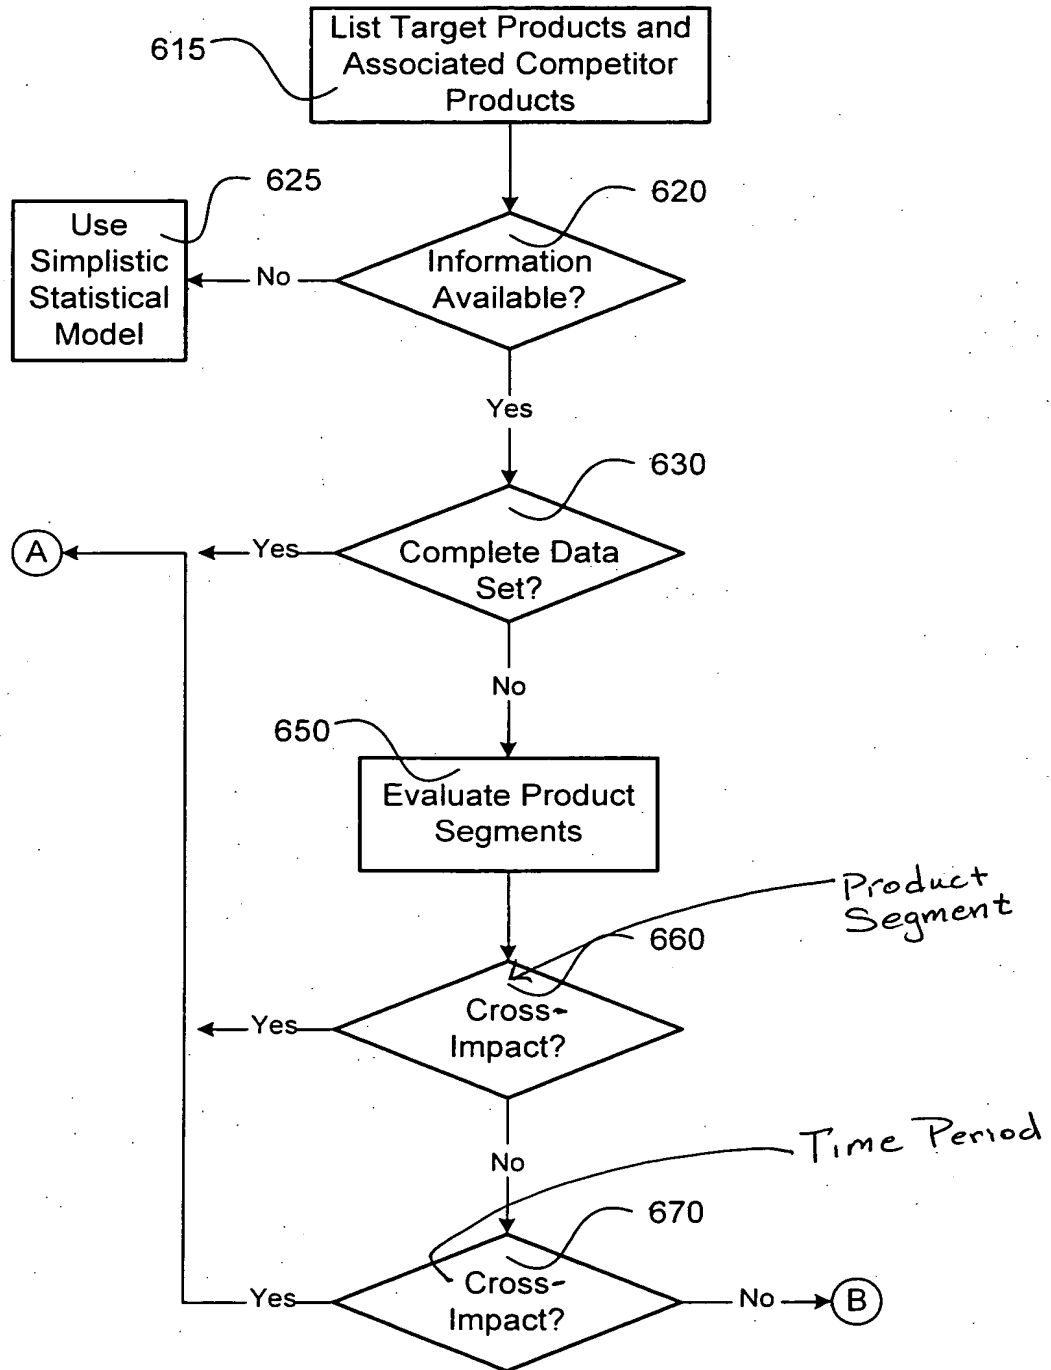 List Target Products and
Associated Competitor
Products
615
625
620
Use
Simplistic
Statistical
Model
No
Information
Available?
Yes
630
A
Yes
Complete Data
Set?
No
650
Evaluate Product
Segments
Product
Segment
660
Cross-
Impact?
Yes
No
Time Period
670
Cross-
Impact?
Yes
No
B